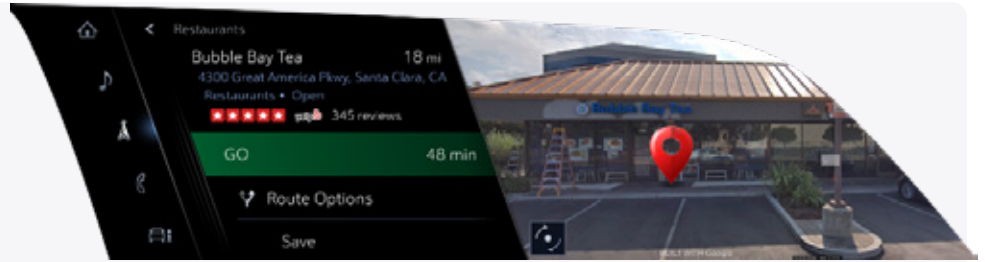 Restaurants
Bubble Bay Tea 18 mi
4300 Great America Pkwy, Santa Clara, CA
Restaurants • Open
yelp 345 reviews
GO 48 min
Route Options
Save
Bubble Bay Tea